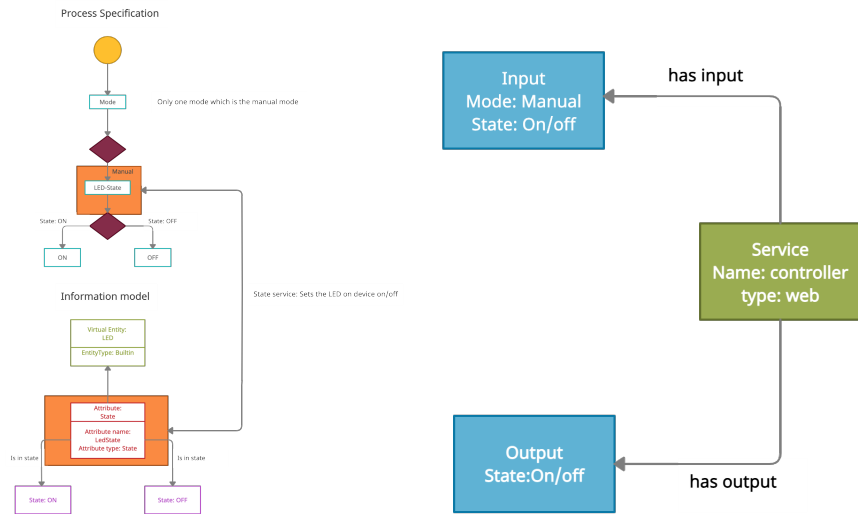 Process Specification
Mode
Only one mode which is the manual mode
Manual
LED-State
State: ON
State: OFF
ON
OFF
State service: Sets the LED on device on/off
Information model
Virtual Entity:
LED
EntityType: Builtin
Attribute:
State
Attribute name:
LedState
Attribute type: State
Is in state
Is in state
State: ON
State: OFF
Input
Mode: Manual
State: On/off
has input
Service
Name: controller
type: web
Output
State:On/off
has output